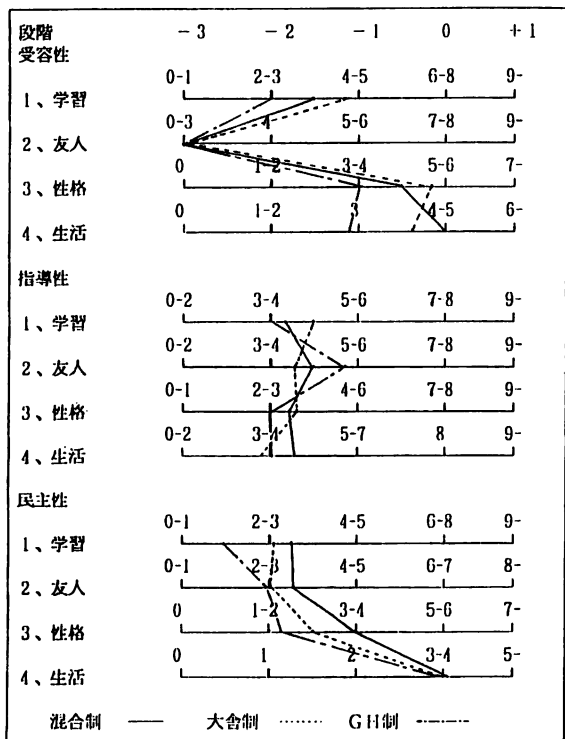 段階 －3 －2 －1 0 +1
受容性
0-1 2-3 4-5 6-8 9-
1、学習
0-3 4 5-6 7-8 9-
2、友人
0 1-2 3-4 5-6 7-
3、性格
0 1-2 3 4-5 6-
4、生活
指導性
0-2 3-4 5-6 7-8 9-
1、学習
0-2 3-4 5-6 7-8 9-
2、友人
0-1 2-3 4-6 7-8 9-
3、性格
0-2 3-4 5-7 8 9-
4、生活
民主性
0-1 2-3 4-5 6-8 9-
1、学習
0-1 2-3 4-5 6-7 8-
2、友人
0 1-2 3-4 5-6 7-
3、性格
0 1 2 3-4 5-
4、生活
混合制 大舎制 GH制